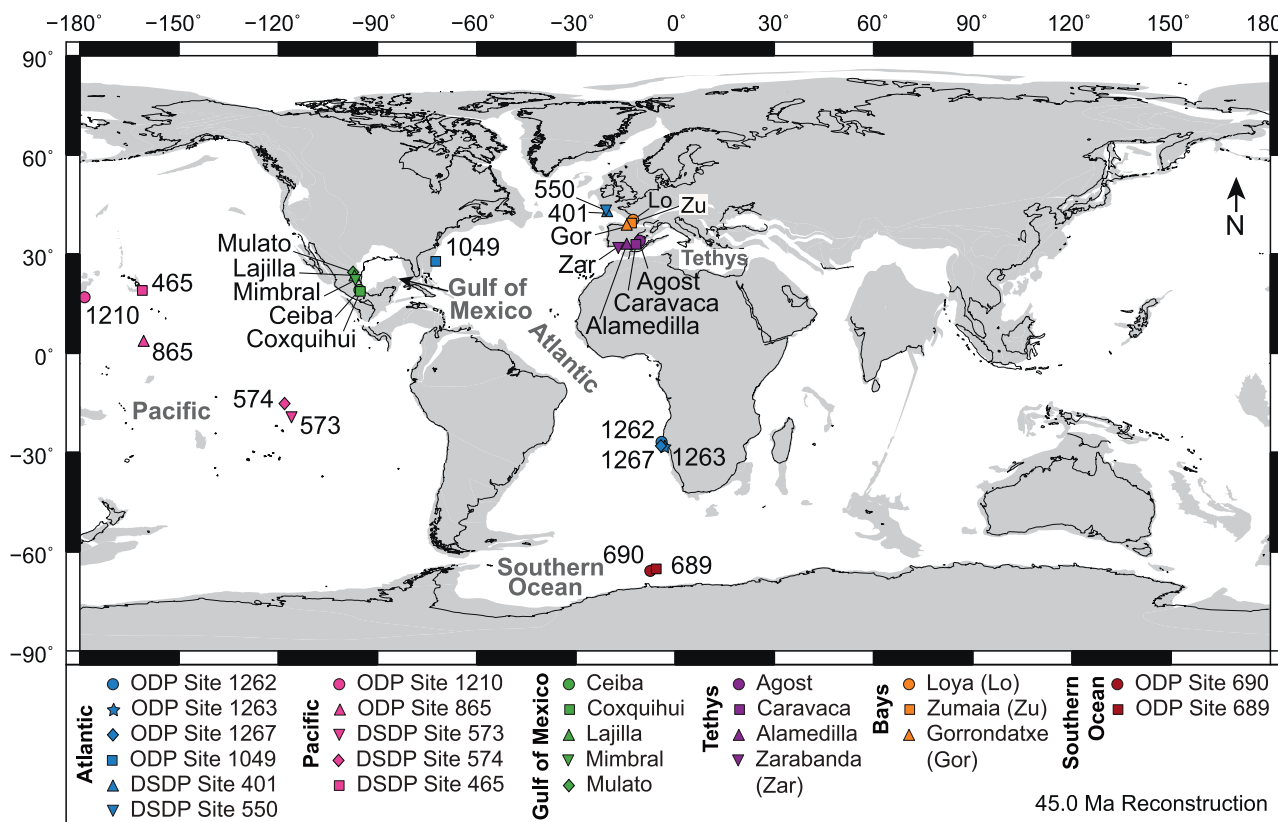 −180° −150° −120° −90° −60° −30° 0° 30° 60° 90° 120° 150° 180
90°
60°
30°
0°
−30°
−60°
−90°
550
401
Lo
Zu
Gor
Zar
Tethys
Agost
Caravaca
Alamedilla
Mulato
Lajilla
Mimbral
Ceiba
Coxquihui
1049
Gulf of
Mexico
Atlantic
465
1210
865
Pacific
574
573
1262
1267
1263
690
689
Southern
Ocean
N
Atlantic
ODP Site 1262
ODP Site 1263
ODP Site 1267
ODP Site 1049
DSDP Site 401
DSDP Site 550
Pacific
ODP Site 1210
ODP Site 865
DSDP Site 573
DSDP Site 574
DSDP Site 465
Gulf of Mexico
Ceiba
Coxquihui
Lajilla
Mimbral
Mulato
Tethys
Agost
Caravaca
Alamedilla
Zarabanda
(Zar)
Bays
Loya (Lo)
Zumaia (Zu)
Gorrondatxe
(Gor)
Southern
Ocean
ODP Site 690
ODP Site 689
45.0 Ma Reconstruction